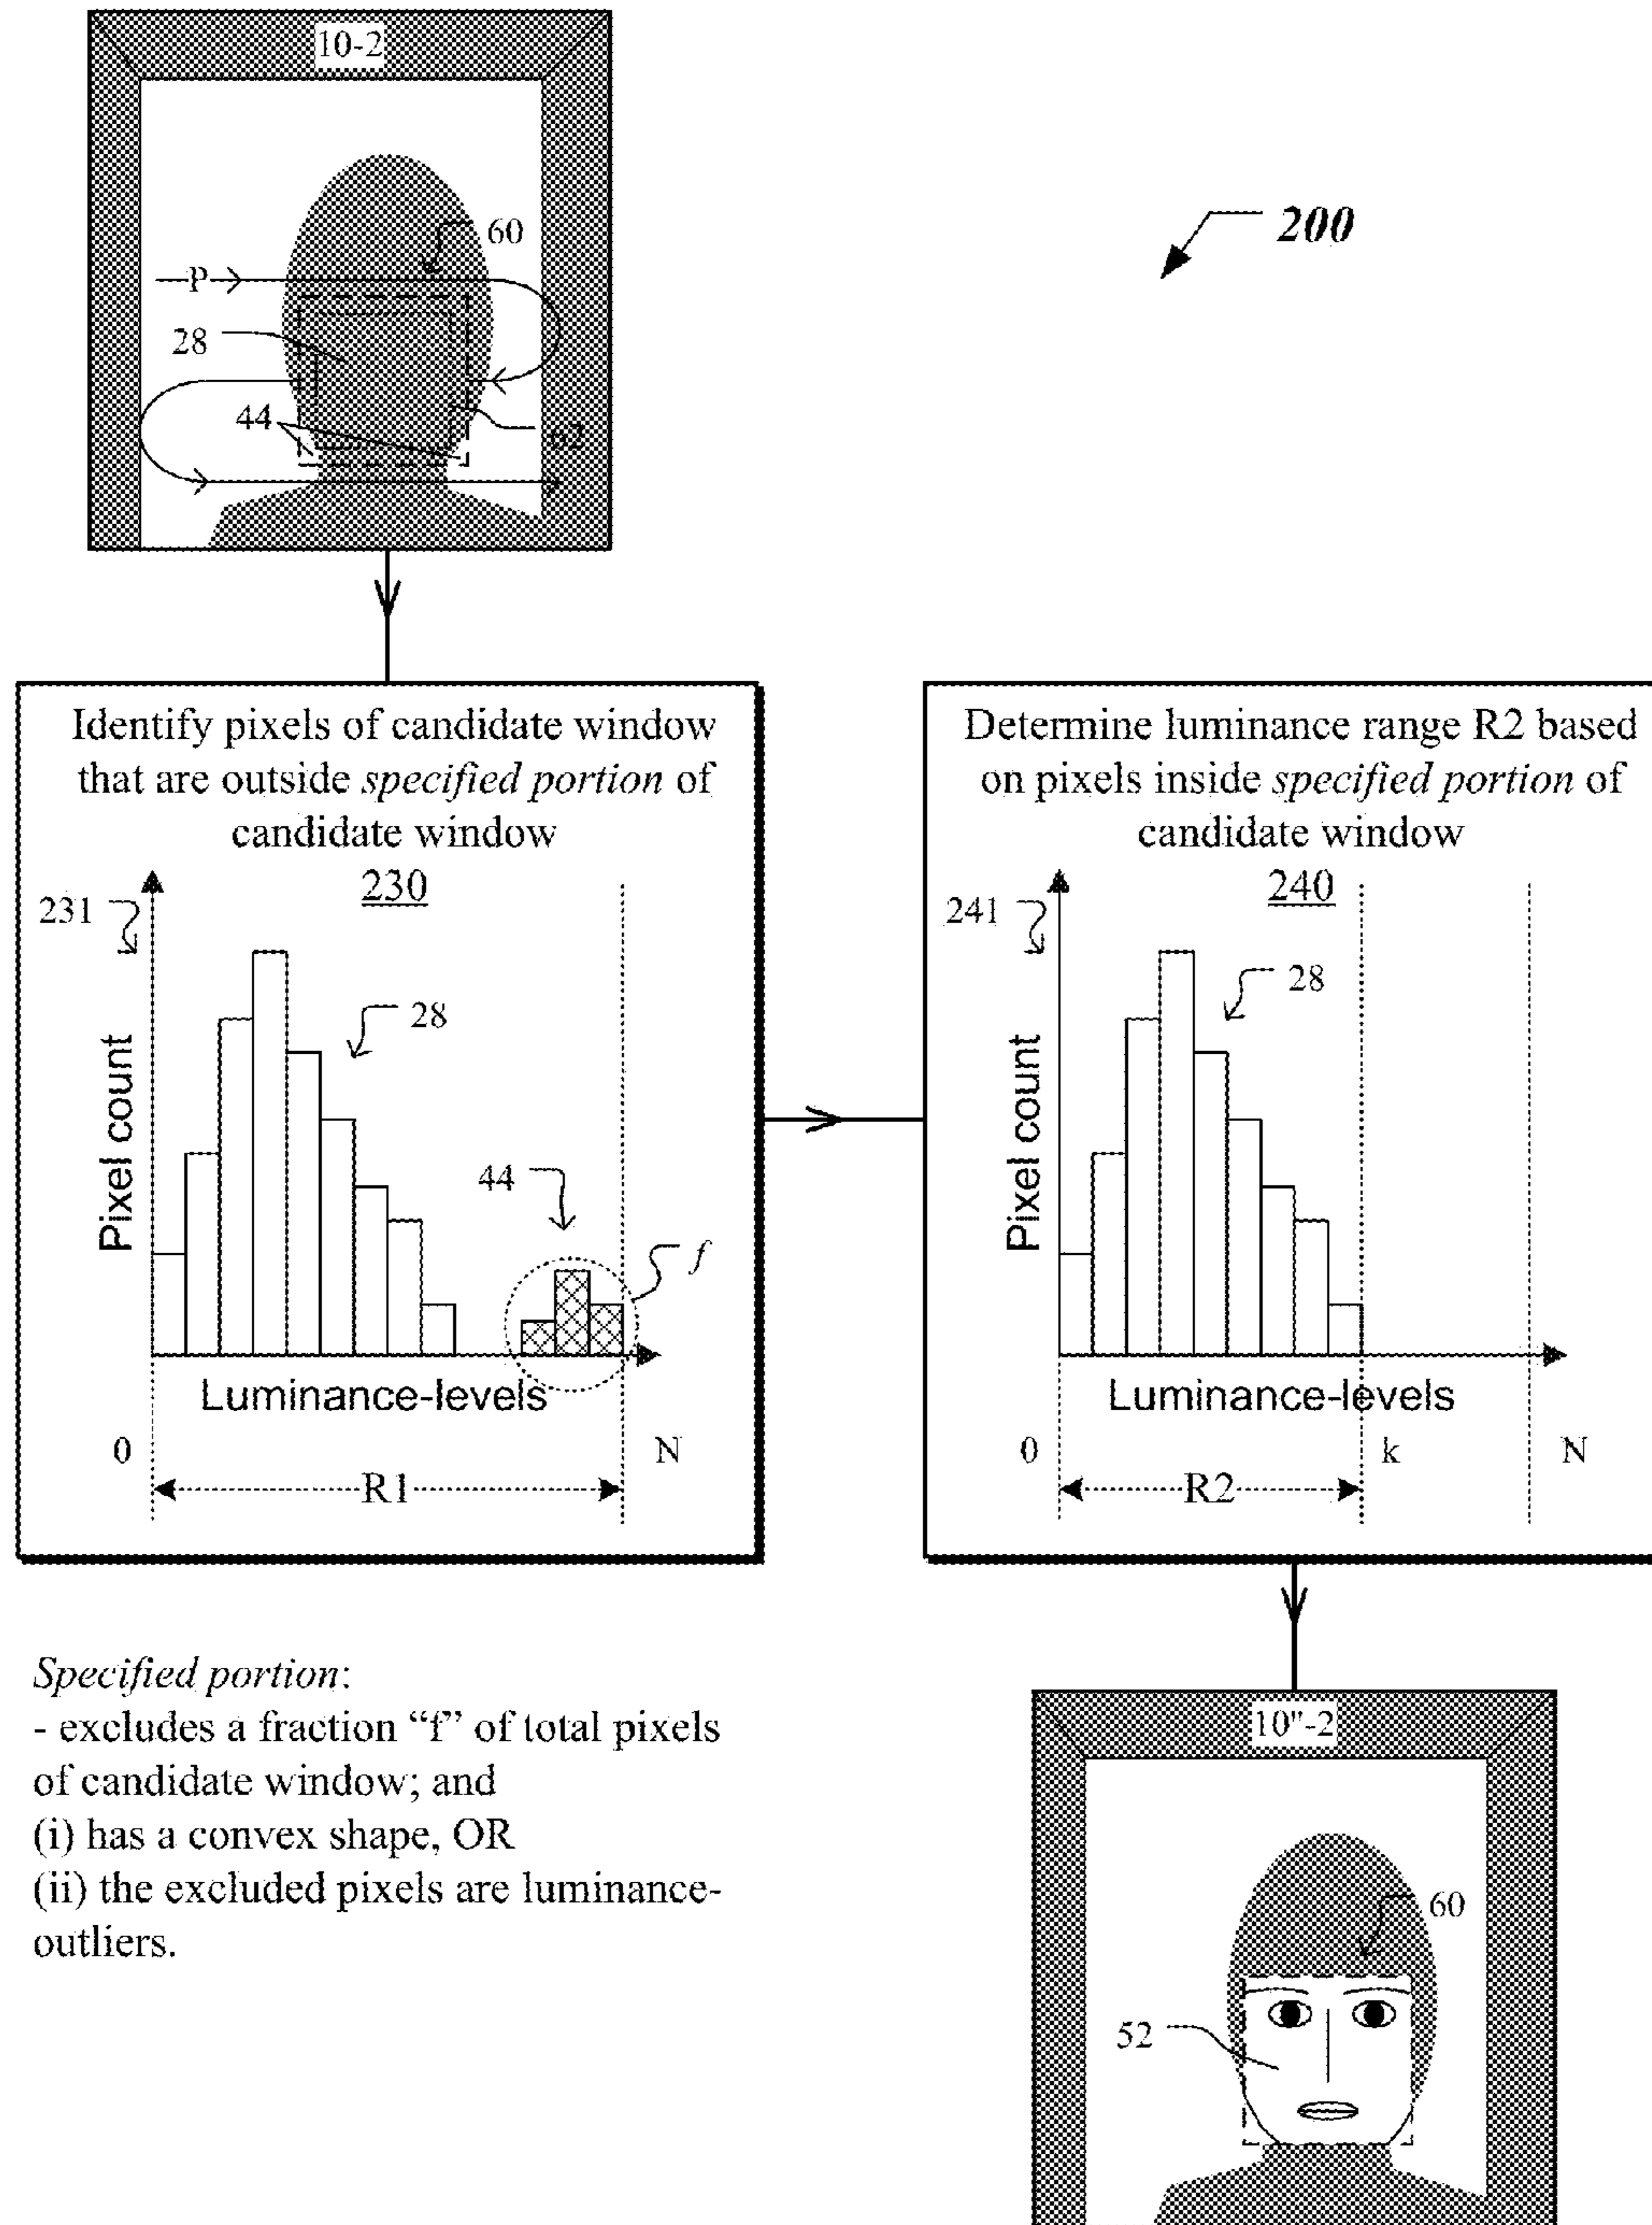 10-2
200
60
P
28
44
62
Identify pixels of candidate window
that are outside specified portion of
candidate window
230
231
28
44
f
Pixel count
Luminance-levels
0
N
R1
Determine luminance range R2 based
on pixels inside specified portion of
candidate window
240
241
28
Pixel count
Luminance-levels
0
k
N
R2
Specified portion:
- excludes a fraction “f” of total pixels
of candidate window; and
(i) has a convex shape, OR
(ii) the excluded pixels are luminance-
outliers.
10"-2
60
52